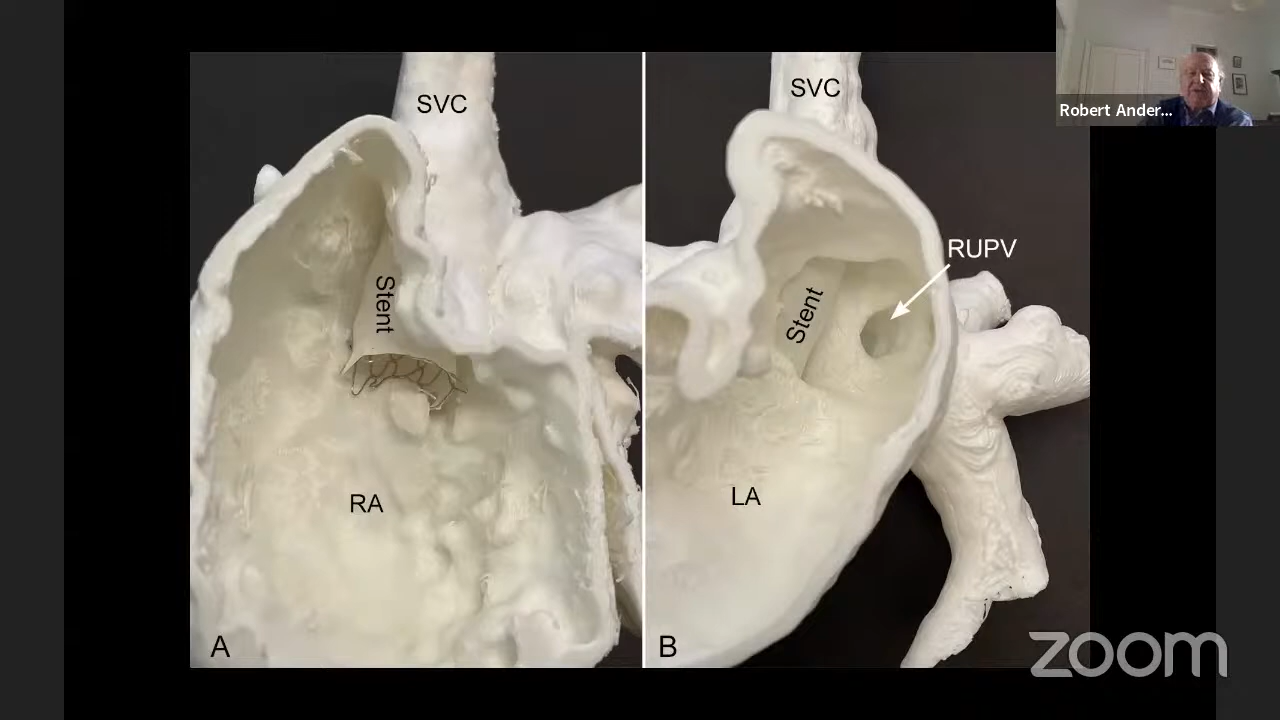 Robert Ander...
SVC
Stent
RA
A
SVC
RUPV
Stent
LA
B
zoom